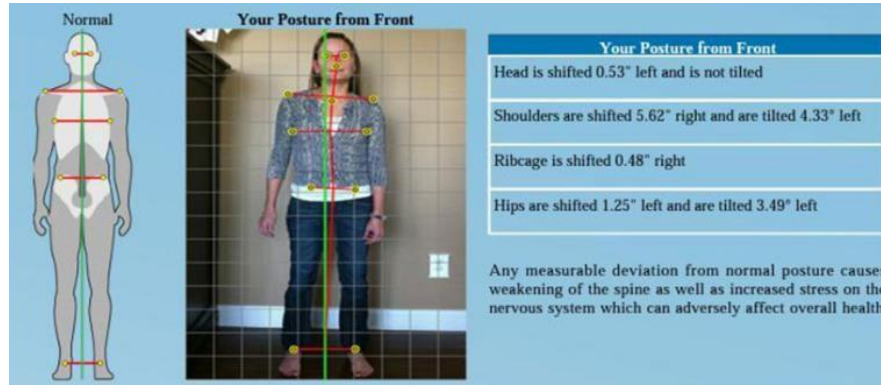 Normal
Your Posture from Front
Your Posture from Front
Head is shifted 0.53" left and is not tilted
Shoulders are shifted 5.62" right and are tilted 4.33° left
Ribcage is shifted 0.48" right
Hips are shifted 1.25" left and are tilted 3.49° left
Any measurable deviation from normal posture cause
weakening of the spine as well as increased stress on the
nervous system which can adversely affect overall health